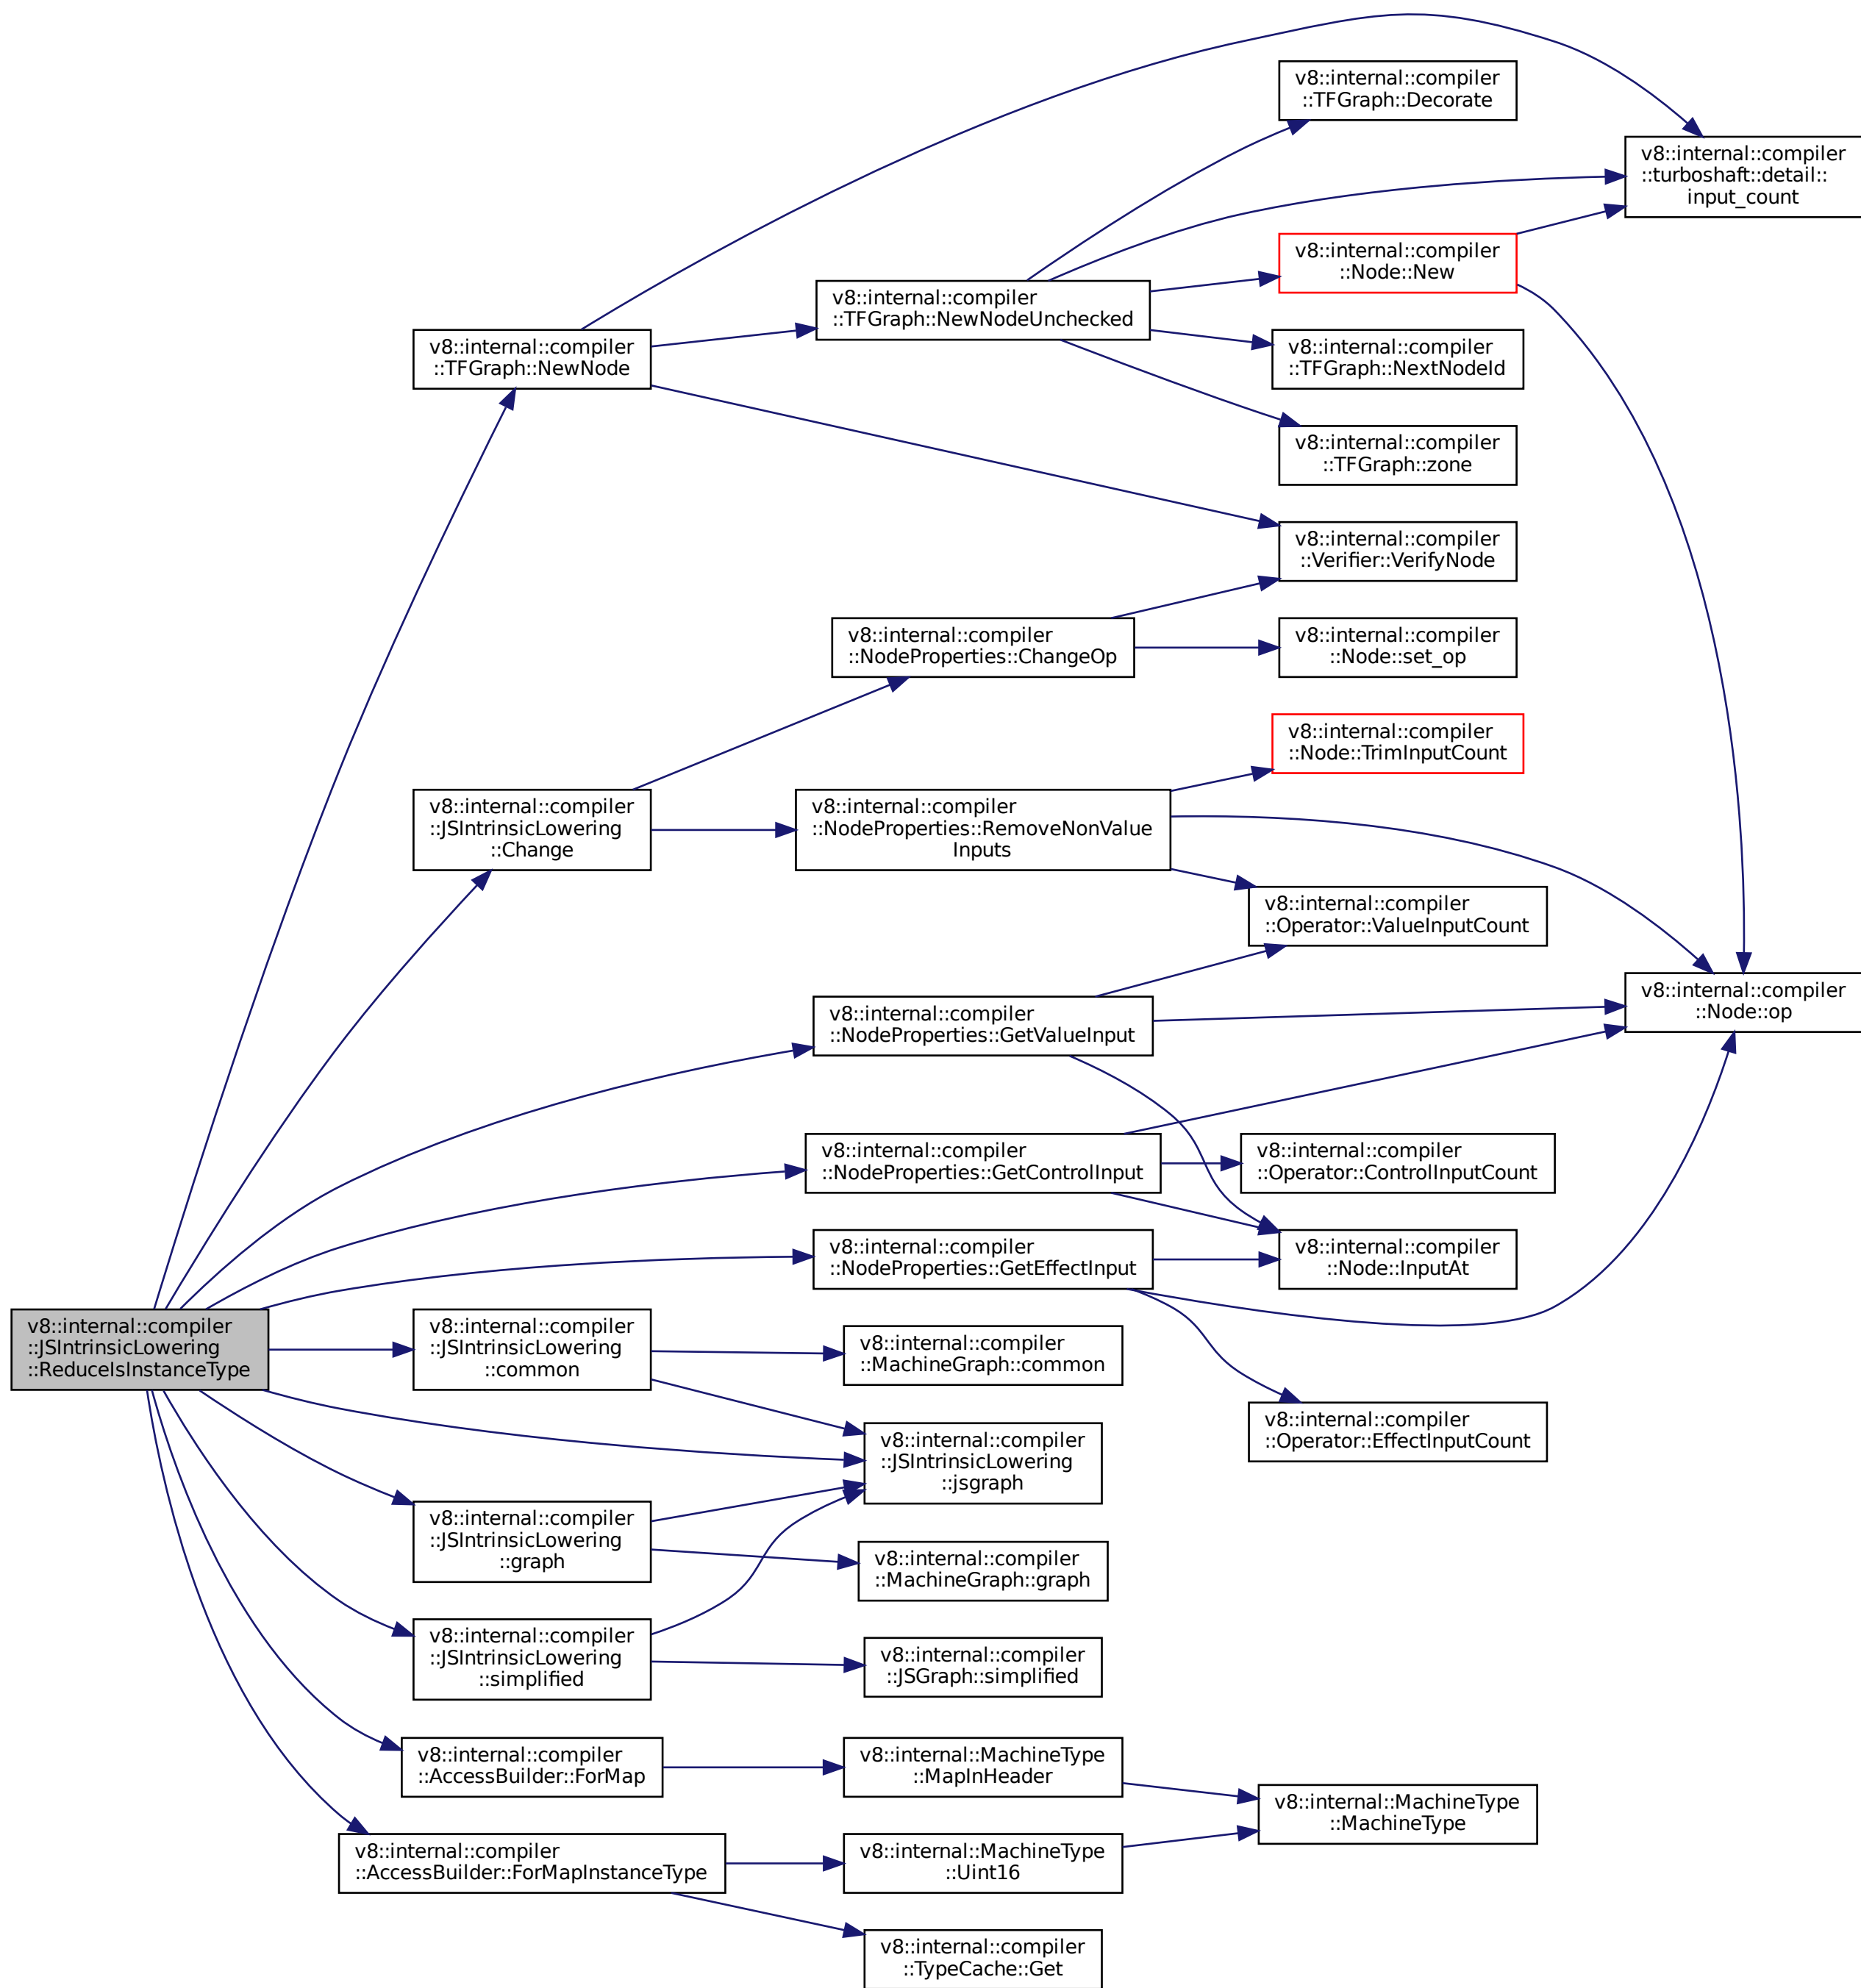 v8::internal::compiler
::TFGraph::Decorate
v8::internal::compiler
::turboshaft::detail::
input_count
v8::internal::compiler
::Node::New
v8::internal::compiler
::TFGraph::NewNodeUnchecked
v8::internal::compiler
::TFGraph::NewNode
v8::internal::compiler
::TFGraph::NextNodeId
v8::internal::compiler
::TFGraph::zone
v8::internal::compiler
::Verifier::VerifyNode
v8::internal::compiler
::NodeProperties::ChangeOp
v8::internal::compiler
::Node::set_op
v8::internal::compiler
::Node::TrimInputCount
v8::internal::compiler
::JSIntrinsicLowering
::Change
v8::internal::compiler
::NodeProperties::RemoveNonValue
Inputs
v8::internal::compiler
::Operator::ValueInputCount
v8::internal::compiler
::Node::op
v8::internal::compiler
::NodeProperties::GetValueInput
v8::internal::compiler
::NodeProperties::GetControlInput
v8::internal::compiler
::Operator::ControlInputCount
v8::internal::compiler
::NodeProperties::GetEffectInput
v8::internal::compiler
::Node::InputAt
v8::internal::compiler
::JSIntrinsicLowering
::ReduceIsInstanceType
v8::internal::compiler
::JSIntrinsicLowering
::common
v8::internal::compiler
::MachineGraph::common
v8::internal::compiler
::Operator::EffectInputCount
v8::internal::compiler
::JSIntrinsicLowering
::jsgraph
v8::internal::compiler
::JSIntrinsicLowering
::graph
v8::internal::compiler
::MachineGraph::graph
v8::internal::compiler
::JSIntrinsicLowering
::simplified
v8::internal::compiler
::JSGraph::simplified
v8::internal::compiler
::AccessBuilder::ForMap
v8::internal::MachineType
::MapInHeader
v8::internal::MachineType
::MachineType
v8::internal::compiler
::AccessBuilder::ForMapInstanceType
v8::internal::MachineType
::Uint16
v8::internal::compiler
::TypeCache::Get